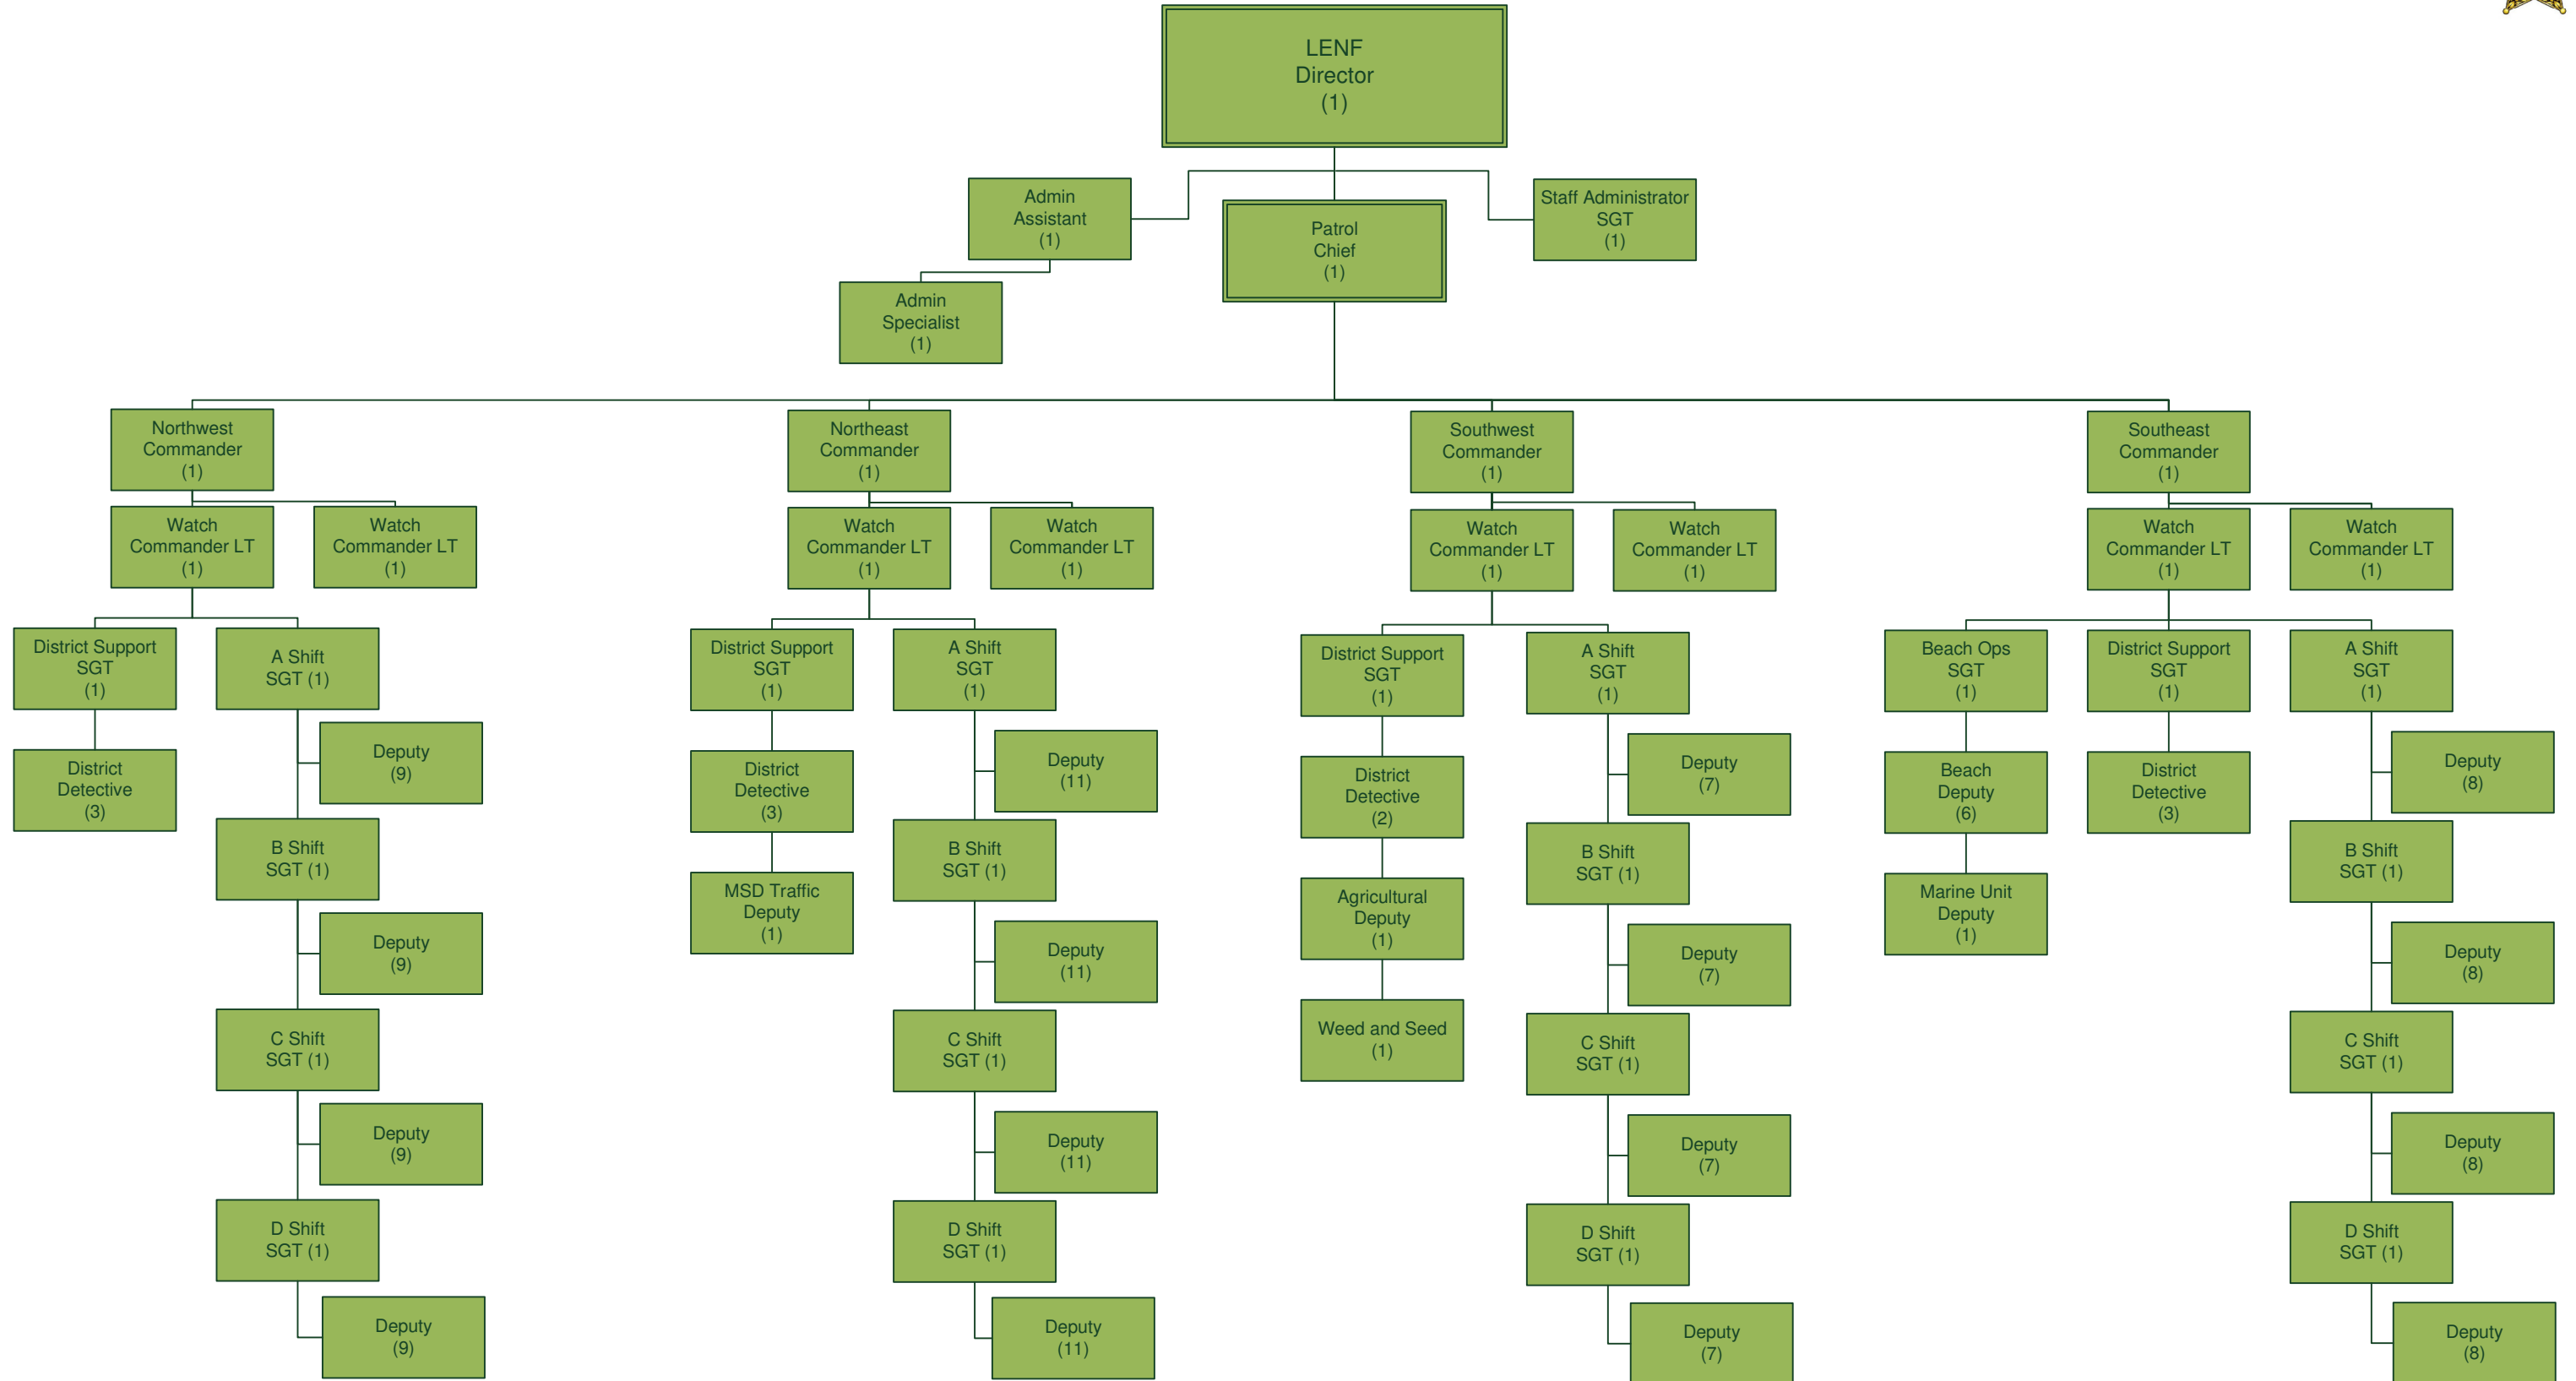 LENF
Director
(1)
Admin
Assistant
(1)
Patrol
Chief
(1)
Staff Administrator
SGT
(1)
Admin
Specialist
(1)
Northwest
Commander
(1)
Watch
Commander LT
(1)
Watch
Commander LT
(1)
District Support
SGT
(1)
District
Detective
(3)
A Shift
SGT (1)
Deputy
(9)
B Shift
SGT (1)
Deputy
(9)
C Shift
SGT (1)
Deputy
(9)
D Shift
SGT (1)
Deputy
(9)
Northeast
Commander
(1)
Watch
Commander LT
(1)
Watch
Commander LT
(1)
District Support
SGT
(1)
District
Detective
(3)
MSD Traffic
Deputy
(1)
A Shift
SGT
(1)
Deputy
(11)
B Shift
SGT (1)
Deputy
(11)
C Shift
SGT (1)
Deputy
(11)
D Shift
SGT (1)
Deputy
(11)
Southwest
Commander
(1)
Watch
Commander LT
(1)
Watch
Commander LT
(1)
District Support
SGT
(1)
District
Detective
(2)
Agricultural
Deputy
(1)
Weed and Seed
(1)
A Shift
SGT
(1)
Deputy
(7)
B Shift
SGT (1)
Deputy
(7)
C Shift
SGT (1)
Deputy
(7)
D Shift
SGT (1)
Deputy
(7)
Southeast
Commander
(1)
Watch
Commander LT
(1)
Watch
Commander LT
(1)
Beach Ops
SGT
(1)
Beach
Deputy
(6)
Marine Unit
Deputy
(1)
District Support
SGT
(1)
District
Detective
(3)
A Shift
SGT
(1)
Deputy
(8)
B Shift
SGT (1)
Deputy
(8)
C Shift
SGT (1)
Deputy
(8)
D Shift
SGT (1)
Deputy
(8)